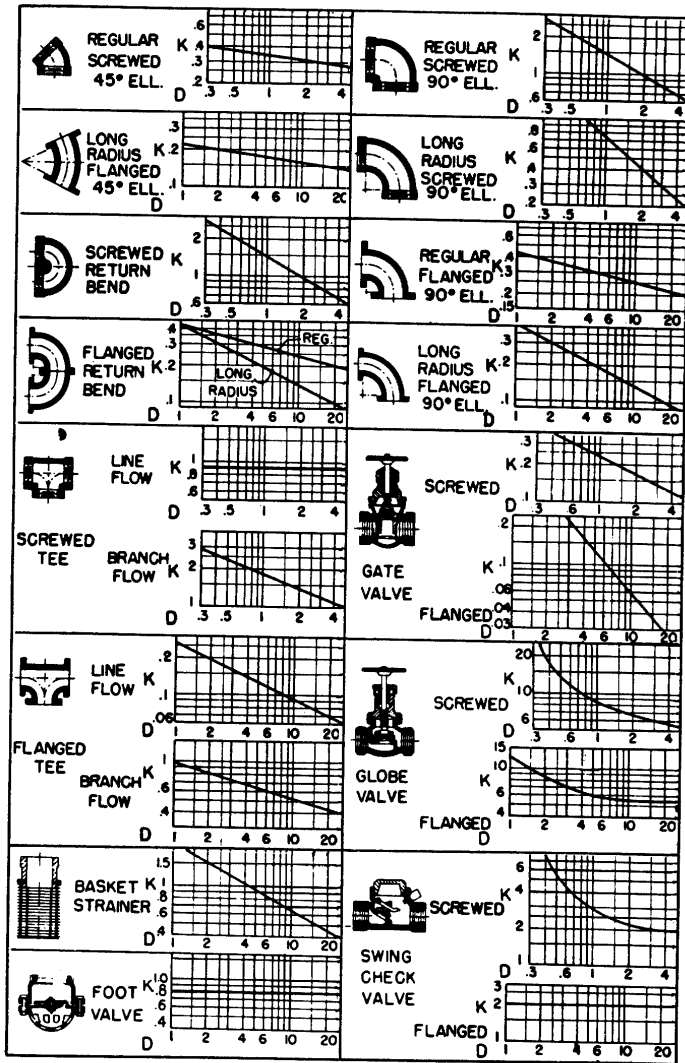 REGULAR
SCREWED
45° ELL.
K
.6
.4
.3
.2
D
.3 .5 1 2 4
REGULAR
SCREWED
90° ELL.
K
2
1
.6
D
.3 .5 1 2 4
LONG
RADIUS
FLANGED
45° ELL.
K
.3
.2
.1
D
1 2 4 6 10 20
LONG
RADIUS
SCREWED
90° ELL.
K
.8
.6
.4
.3
.2
D
.3 .5 1 2 4
SCREWED
RETURN
BEND
K
2
1
.6
D
.3 .5 1 2 4
REGULAR
FLANGED
90° ELL.
K
.6
.4
.3
.2
.15
D
1 2 4 6 10 20
FLANGED
RETURN
BEND
K
.4
.3
.2
.1
REG.
LONG
RADIUS
D
1 2 4 6 10 20
LONG
RADIUS
FLANGED
90° ELL.
K
.3
.2
.1
D
1 2 4 6 10 20
SCREWED
TEE
LINE
FLOW
K
1
.8
.6
D
.3 .5 1 2 4
BRANCH
FLOW
K
3
2
1
D
.3 .5 1 2 4
GATE
VALVE
SCREWED
K
.3
.2
.1
D
.3 .6 1 2 4
FLANGED
K
.2
.1
.06
.04
.03
D
1 2 4 6 10 20
FLANGED
TEE
LINE
FLOW
K
.2
.1
.06
D
1 2 4 6 10 20
BRANCH
FLOW
K
1
.6
.4
D
1 2 4 6 10 20
GLOBE
VALVE
SCREWED
K
20
10
6
D
.3 .6 1 2 4
FLANGED
K
15
10
6
4
D
1 2 4 6 10 20
BASKET
STRAINER
K
1.5
1
.8
.6
.4
D
1 2 4 6 10 20
FOOT
VALVE
K
1.0
.8
.6
.4
D
1 2 4 6 10 20
SWING
CHECK
VALVE
SCREWED
K
6
4
2
1
D
.3 .6 1 2 4
FLANGED
K
3
2
1
D
1 2 4 6 10 20